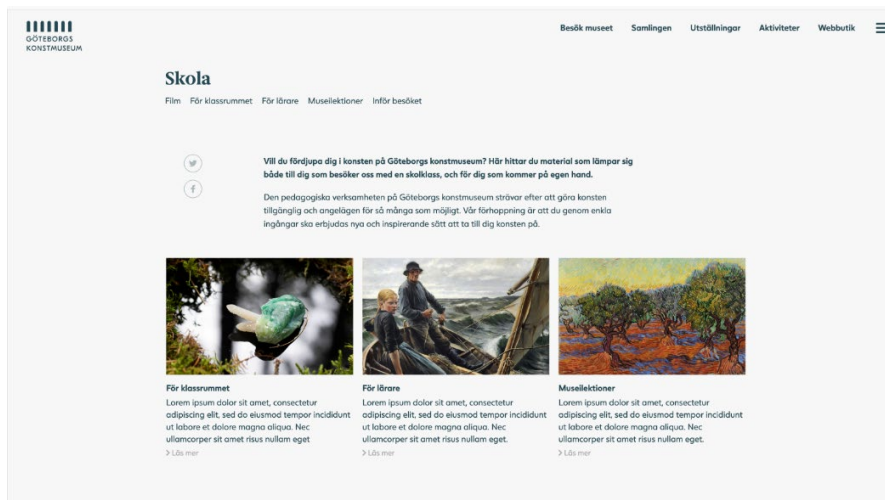 GÖTEBORGS
KONSTMUSEUM
Besök museet Samlingen Utställningar Aktiviteter Webbutik
Skola
Film För klassrummet För lärare Museilektioner Inför besöket
Vill du fördjupa dig i konsten på Göteborgs konstmuseum? Här hittar du material som lämpar sig
både till dig som besöker oss med en skolklass, och för dig som kommer på egen hand.
Den pedagogiska verksamheten på Göteborgs konstmuseum strävar efter att göra konsten
tillgänglig och angelägen för så många som möjligt. Vår förhoppning är att du genom enkla
ingångar ska erbjudas nya och inspirerande sätt att ta till dig konsten på.
För klassrummet
Lorem ipsum dolor sit amet, consectetur
adipiscing elit, sed do eiusmod tempor incididunt
ut labore et dolore magna aliqua. Nec
ullamcorper sit amet risus nullam eget
> Läs mer
För lärare
Lorem ipsum dolor sit amet, consectetur
adipiscing elit, sed do eiusmod tempor incididunt
ut labore et dolore magna aliqua. Nec
ullamcorper sit amet risus nullam eget.
> Läs mer
Museilektioner
Lorem ipsum dolor sit amet, consectetur
adipiscing elit, sed do eiusmod tempor incididunt
ut labore et dolore magna aliqua. Nec
ullamcorper sit amet risus nullam eget.
> Läs mer